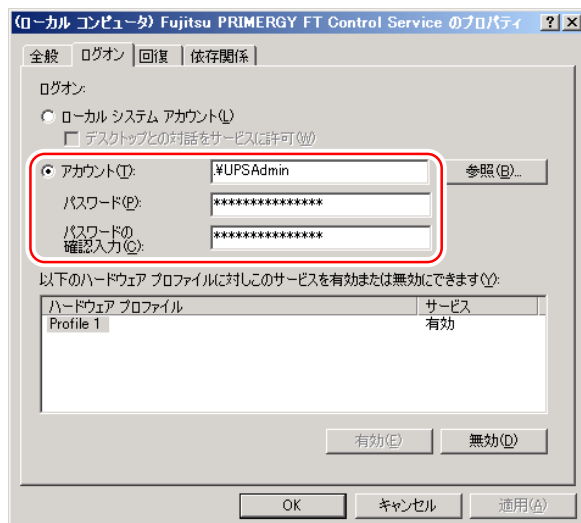 (ローカル コンピュータ) Fujitsu PRIMERGY FT Control Service のプロパティ
全般 ログオン 回復 依存関係
ログオン:
ローカル システム アカウント(L)
デスクトップとの対話をサービスに許可(W)
アカウント(T): .¥UPSAdmin 参照(B)...
パスワード(P): ***************
パスワードの
確認入力(C): ***************
以下のハードウェア プロファイルに対しこのサービスを有効または無効にできます(Y):
ハードウェア プロファイル サービス
Profile 1 有効
有効(E) 無効(D)
OK キャンセル 適用(A)